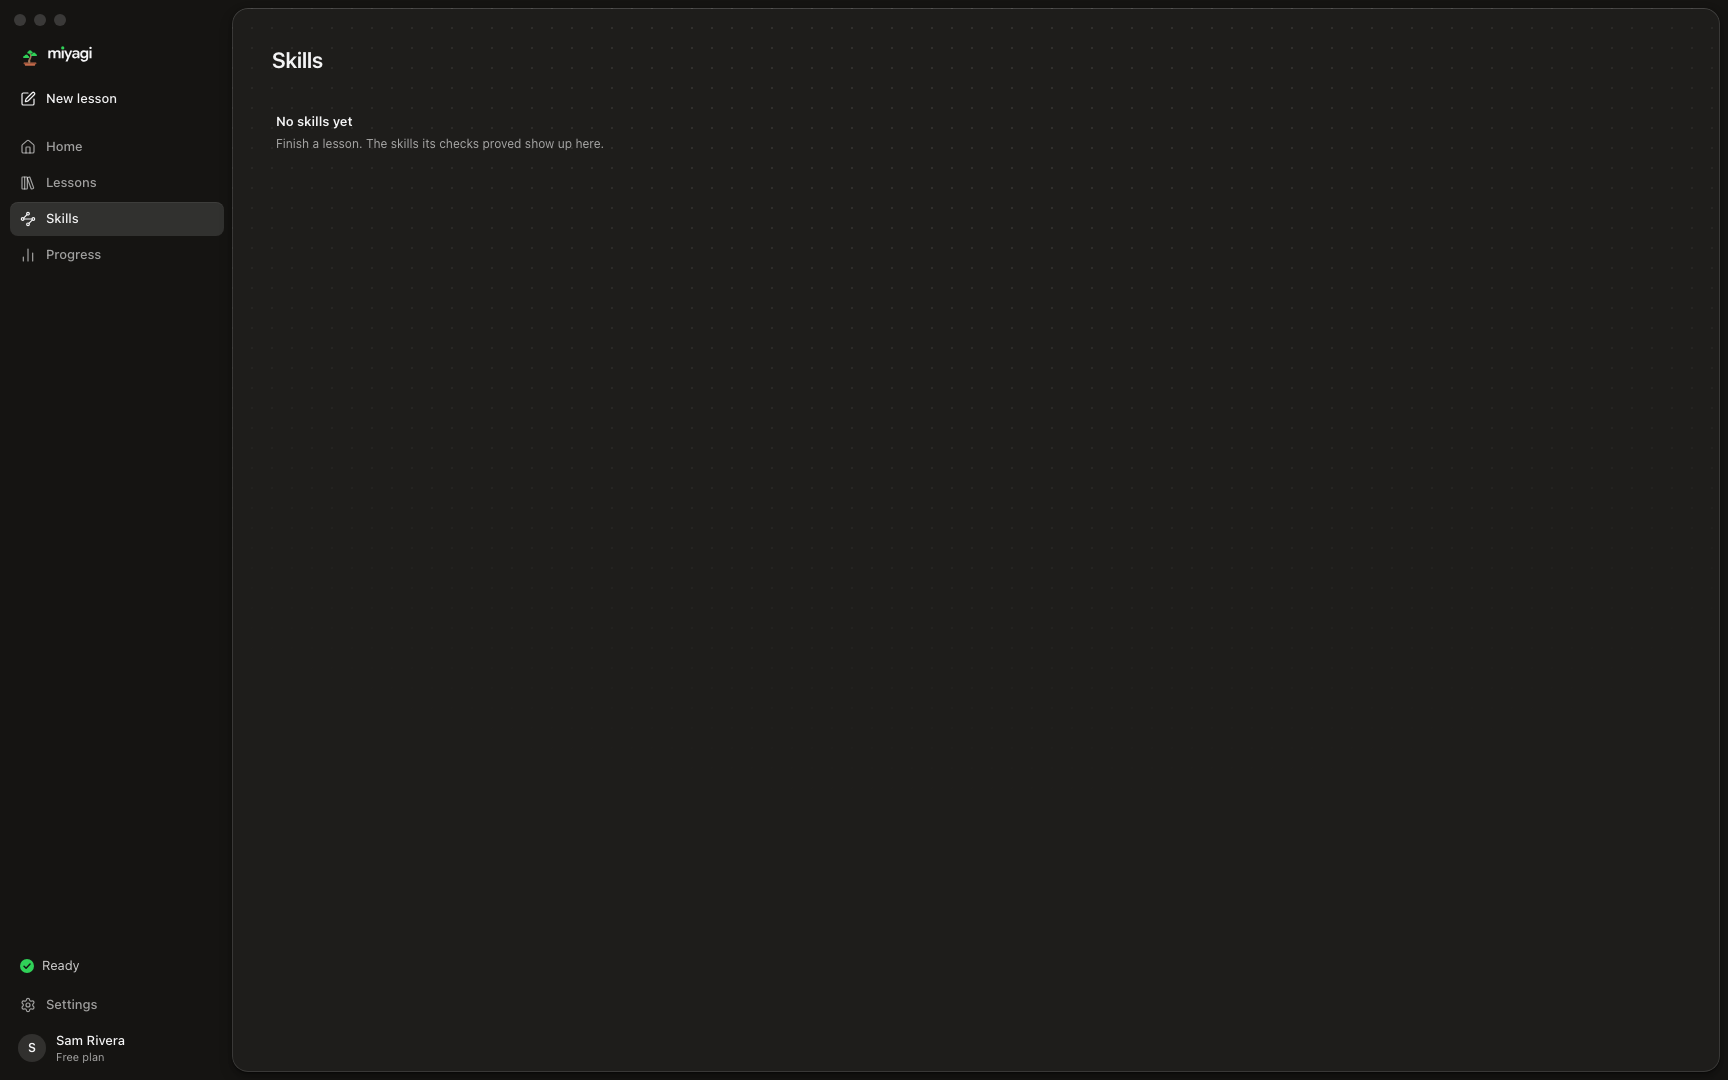 miyagi
New lesson
Home
Lessons
Skills
Progress
Ready
Settings
S
Sam Rivera
Free plan
Skills
No skills yet
Finish a lesson. The skills its checks proved show up here.